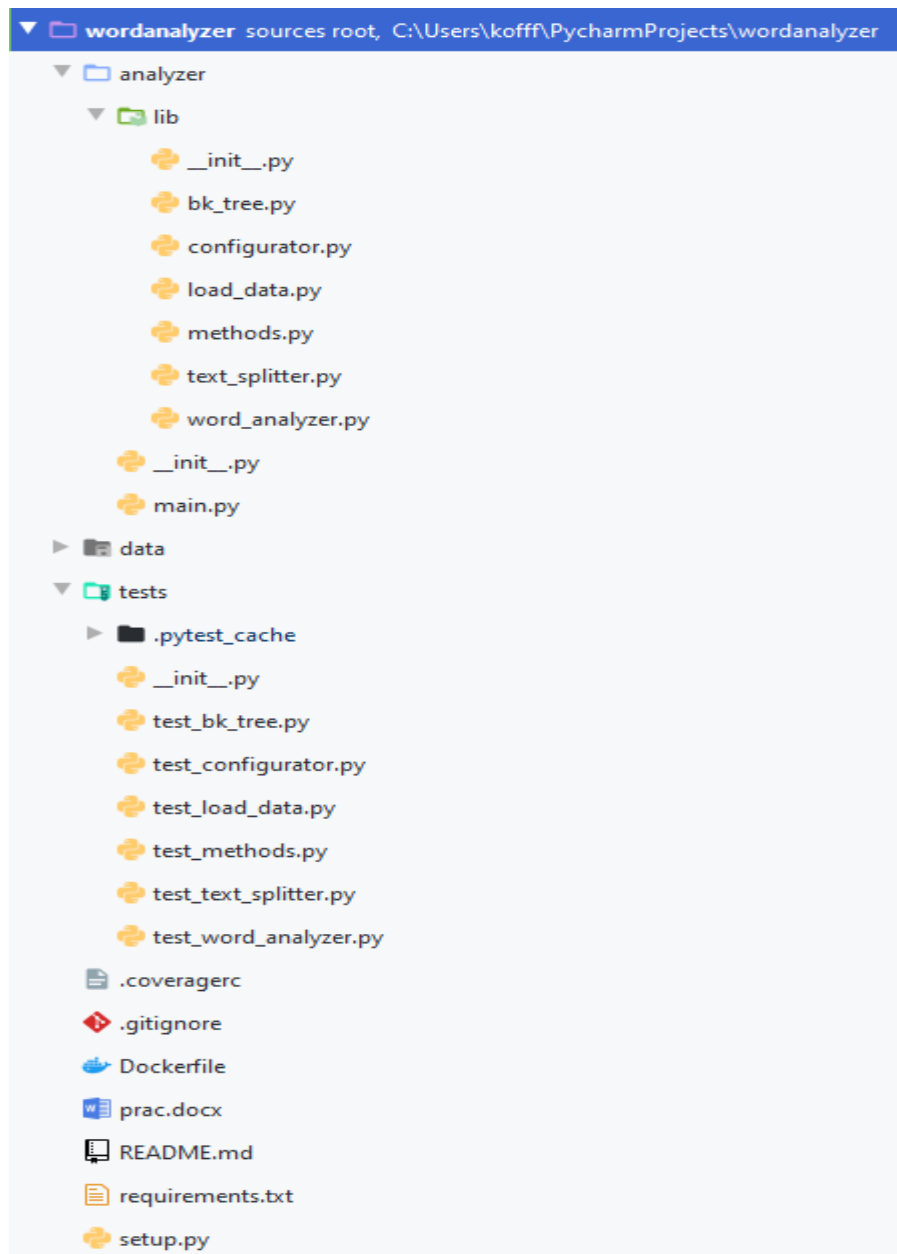 wordanalyzer sources root, C:\Users\kofff\PycharmProjects\wordanalyzer
analyzer
lib
__init__.py
bk_tree.py
configurator.py
load_data.py
methods.py
text_splitter.py
word_analyzer.py
__init__.py
main.py
data
tests
.pytest_cache
__init__.py
test_bk_tree.py
test_configurator.py
test_load_data.py
test_methods.py
test_text_splitter.py
test_word_analyzer.py
.coveragerc
.gitignore
Dockerfile
prac.docx
README.md
requirements.txt
setup.py